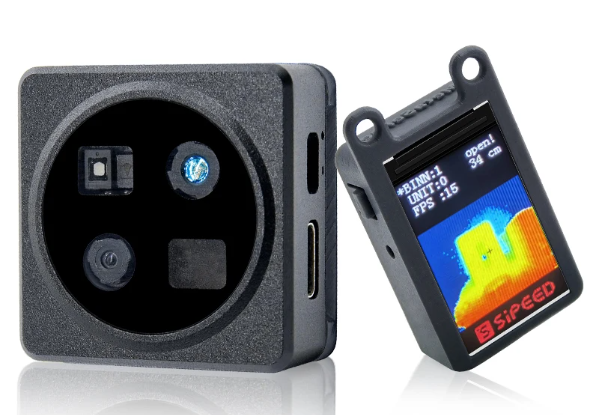 *BINN:1
UNIT:0
FPS :15
open!
34 cm
S SiPEED